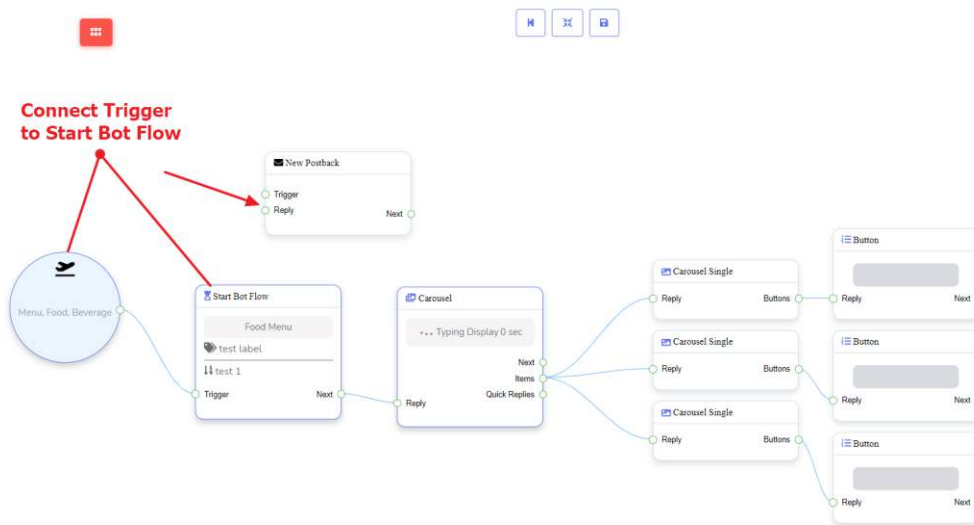 Connect Trigger
to Start Bot Flow
New Postback
Trigger
Reply
Next
Menu, Food, Beverage
Start Bot Flow
Food Menu
test label
test 1
Trigger
Next
Carousel
Typing Display 0 sec
Next
Items
Quick Replies
Reply
Carousel Single
Reply
Buttons
Carousel Single
Reply
Buttons
Carousel Single
Reply
Buttons
Button
Reply
Next
Button
Reply
Next
Button
Reply
Next